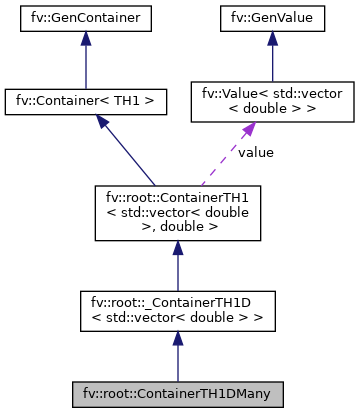 fv::GenContainer
fv::GenValue
fv::Container< TH1 >
fv::Value< std::vector
< double > >
value
fv::root::ContainerTH1
< std::vector< double
>, double >
fv::root::_ContainerTH1D
< std::vector< double > >
fv::root::ContainerTH1DMany